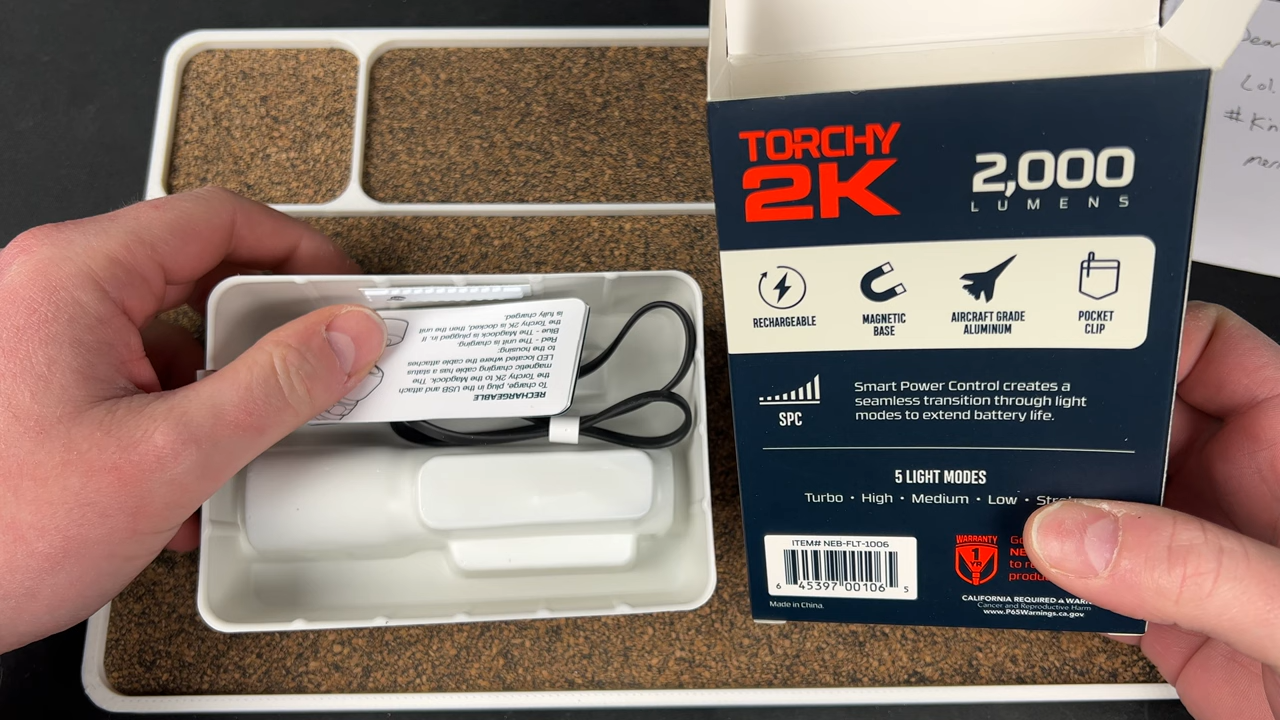 TORCHY
2K
2,000
LUMENS
RECHARGEABLE
MAGNETIC
BASE
AIRCRAFT GRADE
ALUMINUM
POCKET
CLIP
SPC
Smart Power Control creates a
seamless transition through light
modes to extend battery life.
5 LIGHT MODES
Turbo • High • Medium • Low •
ITEM# NEB-FLT-1006
6 45397 00106 5
Made in China.
WARRANTY
1
YR
to
CALIFORNIA REQUIRED
Cancer and Reproductive Harm
www.P65Warnings.ca.gov
RECHARGEABLE
To charge, plug in the USB and attach
the Torchy 2K to the Magdock. The
magnetic charging cable has a status
LED located where the cable attaches
to the housing:
Red - The unit is charging.
Blue - The Magdock is plugged in. If
the Torchy 2K is docked, then the unit
is fully charged.
Lol.